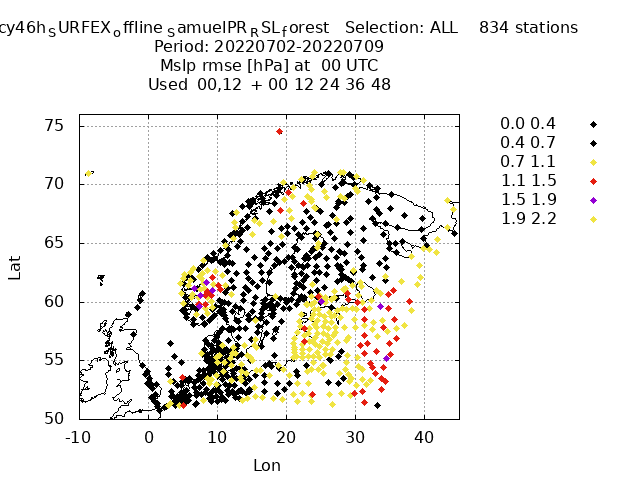 cy46hSURFEXoffline SamuelPRRSLforest Selection: ALL 834 stations
Period: 20220702-20220709
Mslp rmse [hPa] at 00 UTC
Used 00,12 + 00 12 24 36 48
75
70
65
60
55
50
-10 0 10 20 30 40
Lat
Lon
0.0 0.4
0.4 0.7
0.7 1.1
1.1 1.5
1.5 1.9
1.9 2.2